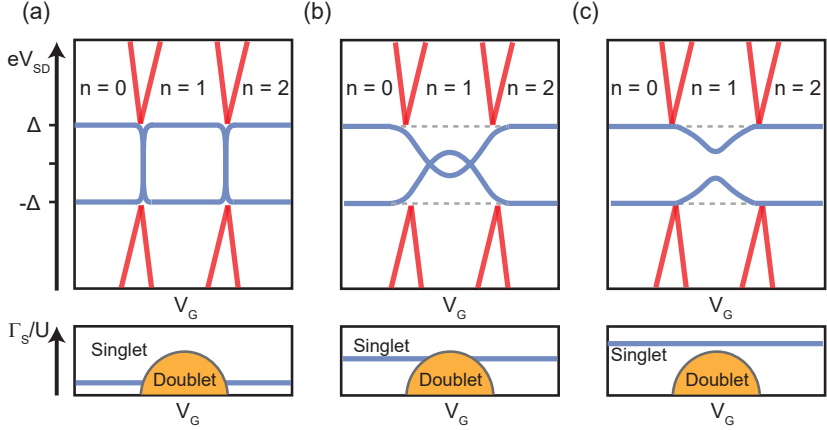 (a)
(b)
(c)
eV_SD
n = 0 n = 1 n = 2
n = 0 n = 1 n = 2
n = 0 n = 1 n = 2
Δ
-Δ
V_G
V_G
V_G
Γ_S/U
Singlet
Doublet
Singlet
Doublet
Singlet
Doublet
V_G
V_G
V_G